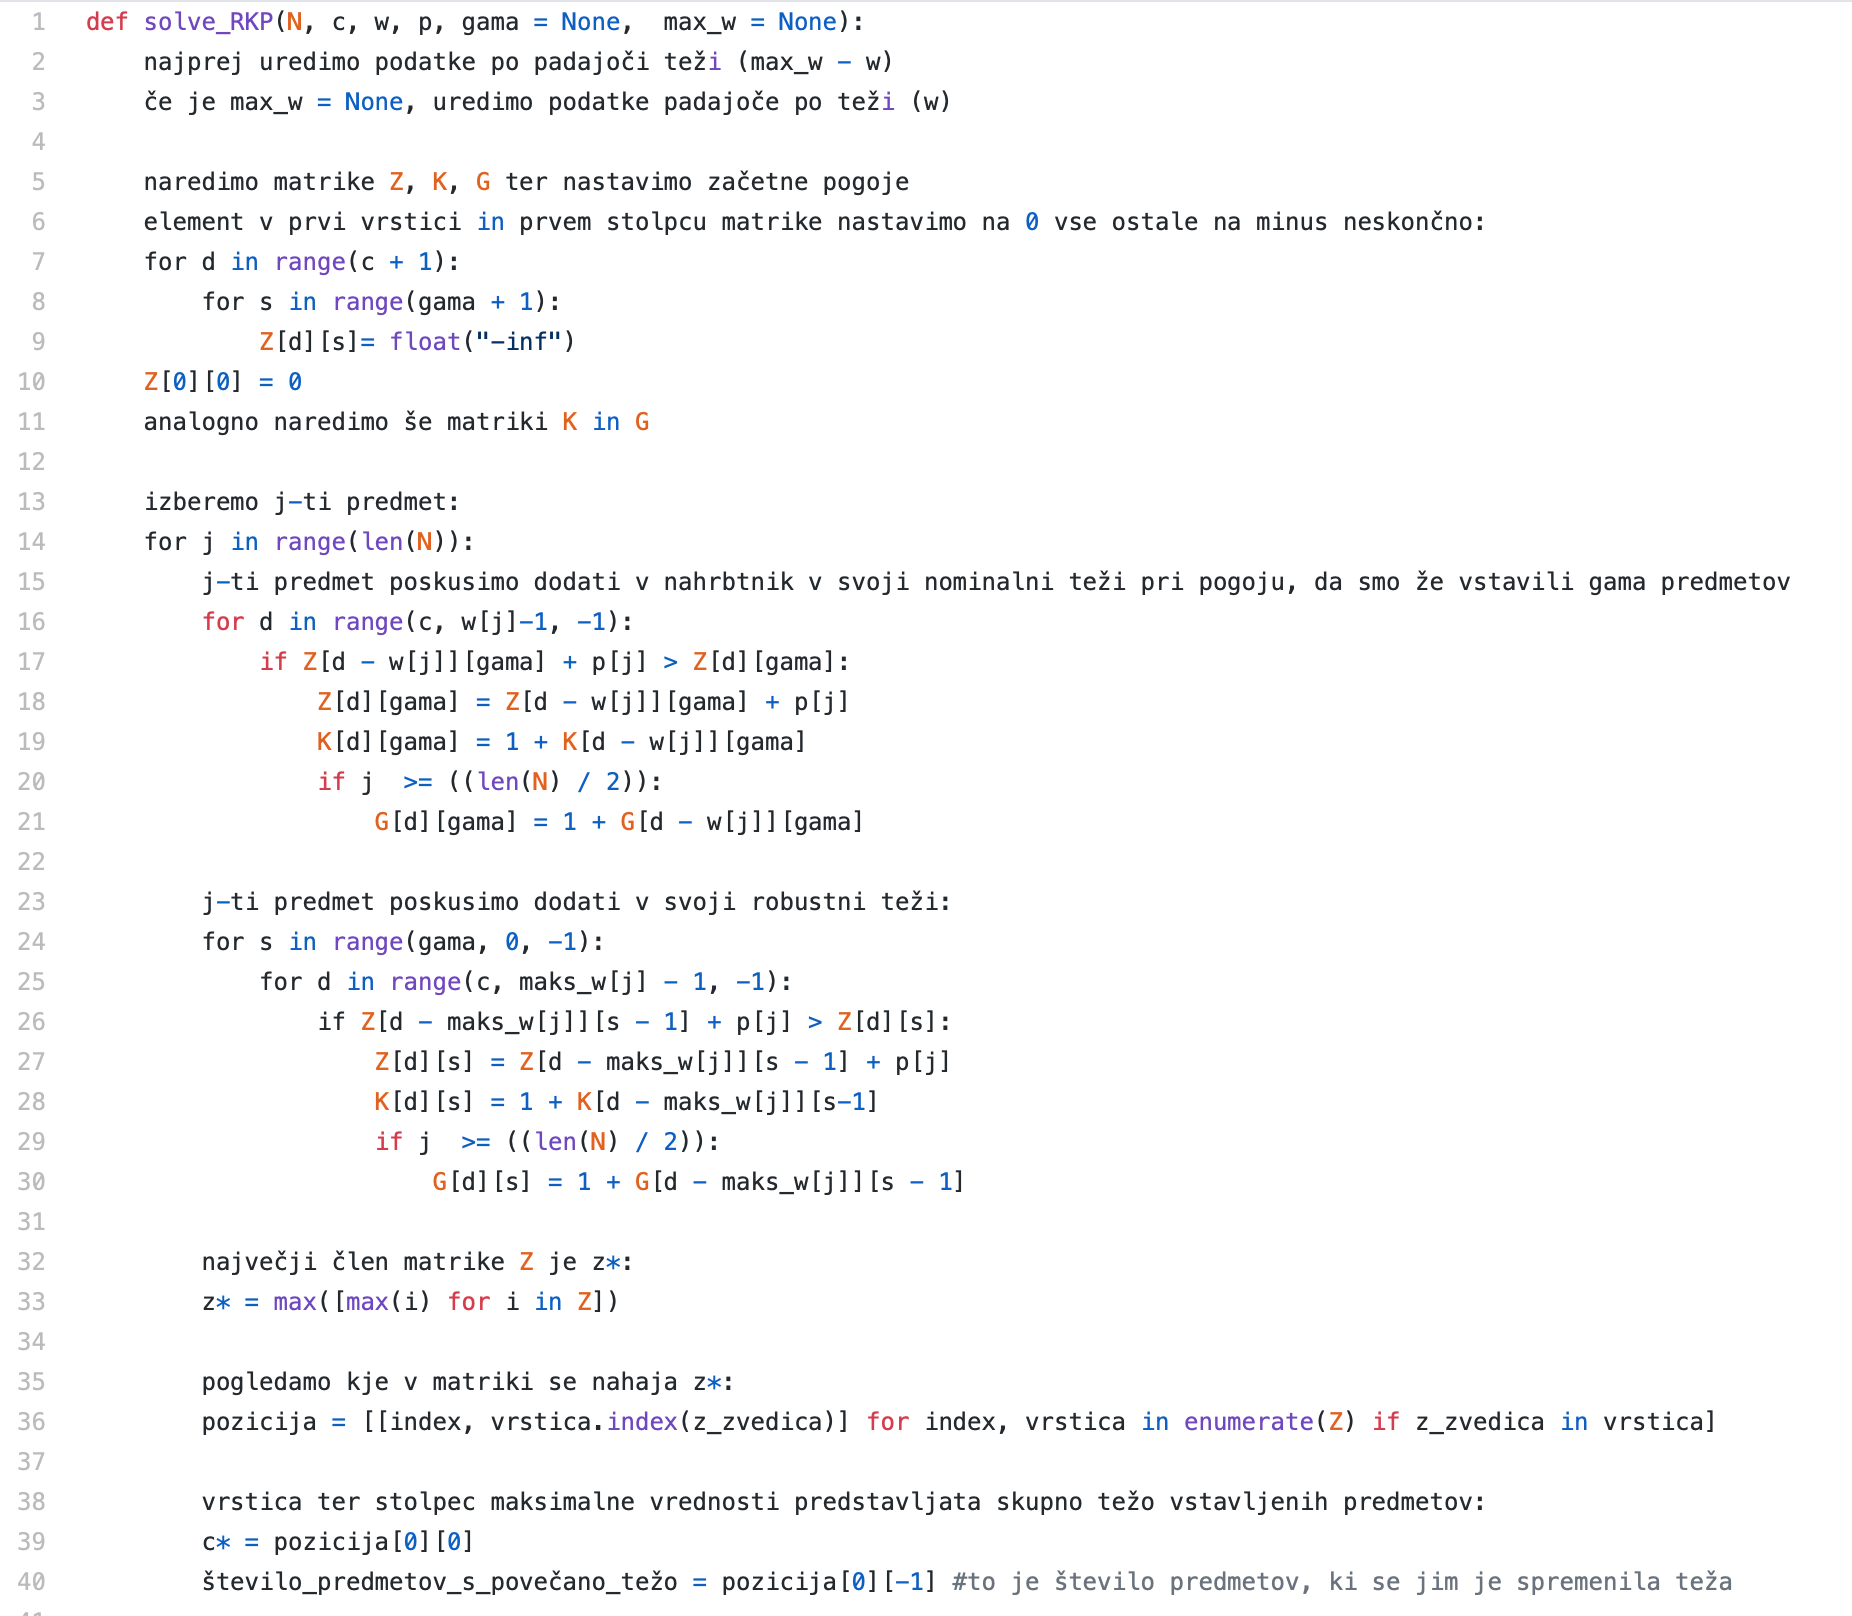 1 def solve_RKP(N, c, w, p, gama = None,  max_w = None):
2     najprej uredimo podatke po padajoči teži (max_w - w)
3     če je max_w = None, uredimo podatke padajoče po teži (w)
4
5     naredimo matrike Z, K, G ter nastavimo začetne pogoje
6     element v prvi vrstici in prvem stolpcu matrike nastavimo na 0 vse ostale na minus neskončno:
7     for d in range(c + 1):
8         for s in range(gama + 1):
9             Z[d][s]= float("-inf")
10     Z[0][0] = 0
11     analogno naredimo še matriki K in G
12
13     izberemo j-ti predmet:
14     for j in range(len(N)):
15         j-ti predmet poskusimo dodati v nahrbtnik v svoji nominalni teži pri pogoju, da smo že vstavili gama predmetov
16         for d in range(c, w[j]-1, -1):
17             if Z[d - w[j]][gama] + p[j] > Z[d][gama]:
18                 Z[d][gama] = Z[d - w[j]][gama] + p[j]
19                 K[d][gama] = 1 + K[d - w[j]][gama]
20                 if j  >= ((len(N) / 2)):
21                     G[d][gama] = 1 + G[d - w[j]][gama]
22
23         j-ti predmet poskusimo dodati v svoji robustni teži:
24         for s in range(gama, 0, -1):
25             for d in range(c, maks_w[j] - 1, -1):
26                 if Z[d - maks_w[j]][s - 1] + p[j] > Z[d][s]:
27                     Z[d][s] = Z[d - maks_w[j]][s - 1] + p[j]
28                     K[d][s] = 1 + K[d - maks_w[j]][s-1]
29                     if j  >= ((len(N) / 2)):
30                         G[d][s] = 1 + G[d - maks_w[j]][s - 1]
31
32         največji člen matrike Z je z*:
33         z* = max([max(i) for i in Z])
34
35         pogledamo kje v matriki se nahaja z*:
36         pozicija = [[index, vrstica.index(z_zvedica)] for index, vrstica in enumerate(Z) if z_zvedica in vrstica]
37
38         vrstica ter stolpec maksimalne vrednosti predstavljata skupno težo vstavljenih predmetov:
39         c* = pozicija[0][0]
40         število_predmetov_s_povečano_težo = pozicija[0][-1] #to je število predmetov, ki se jim je spremenila teža